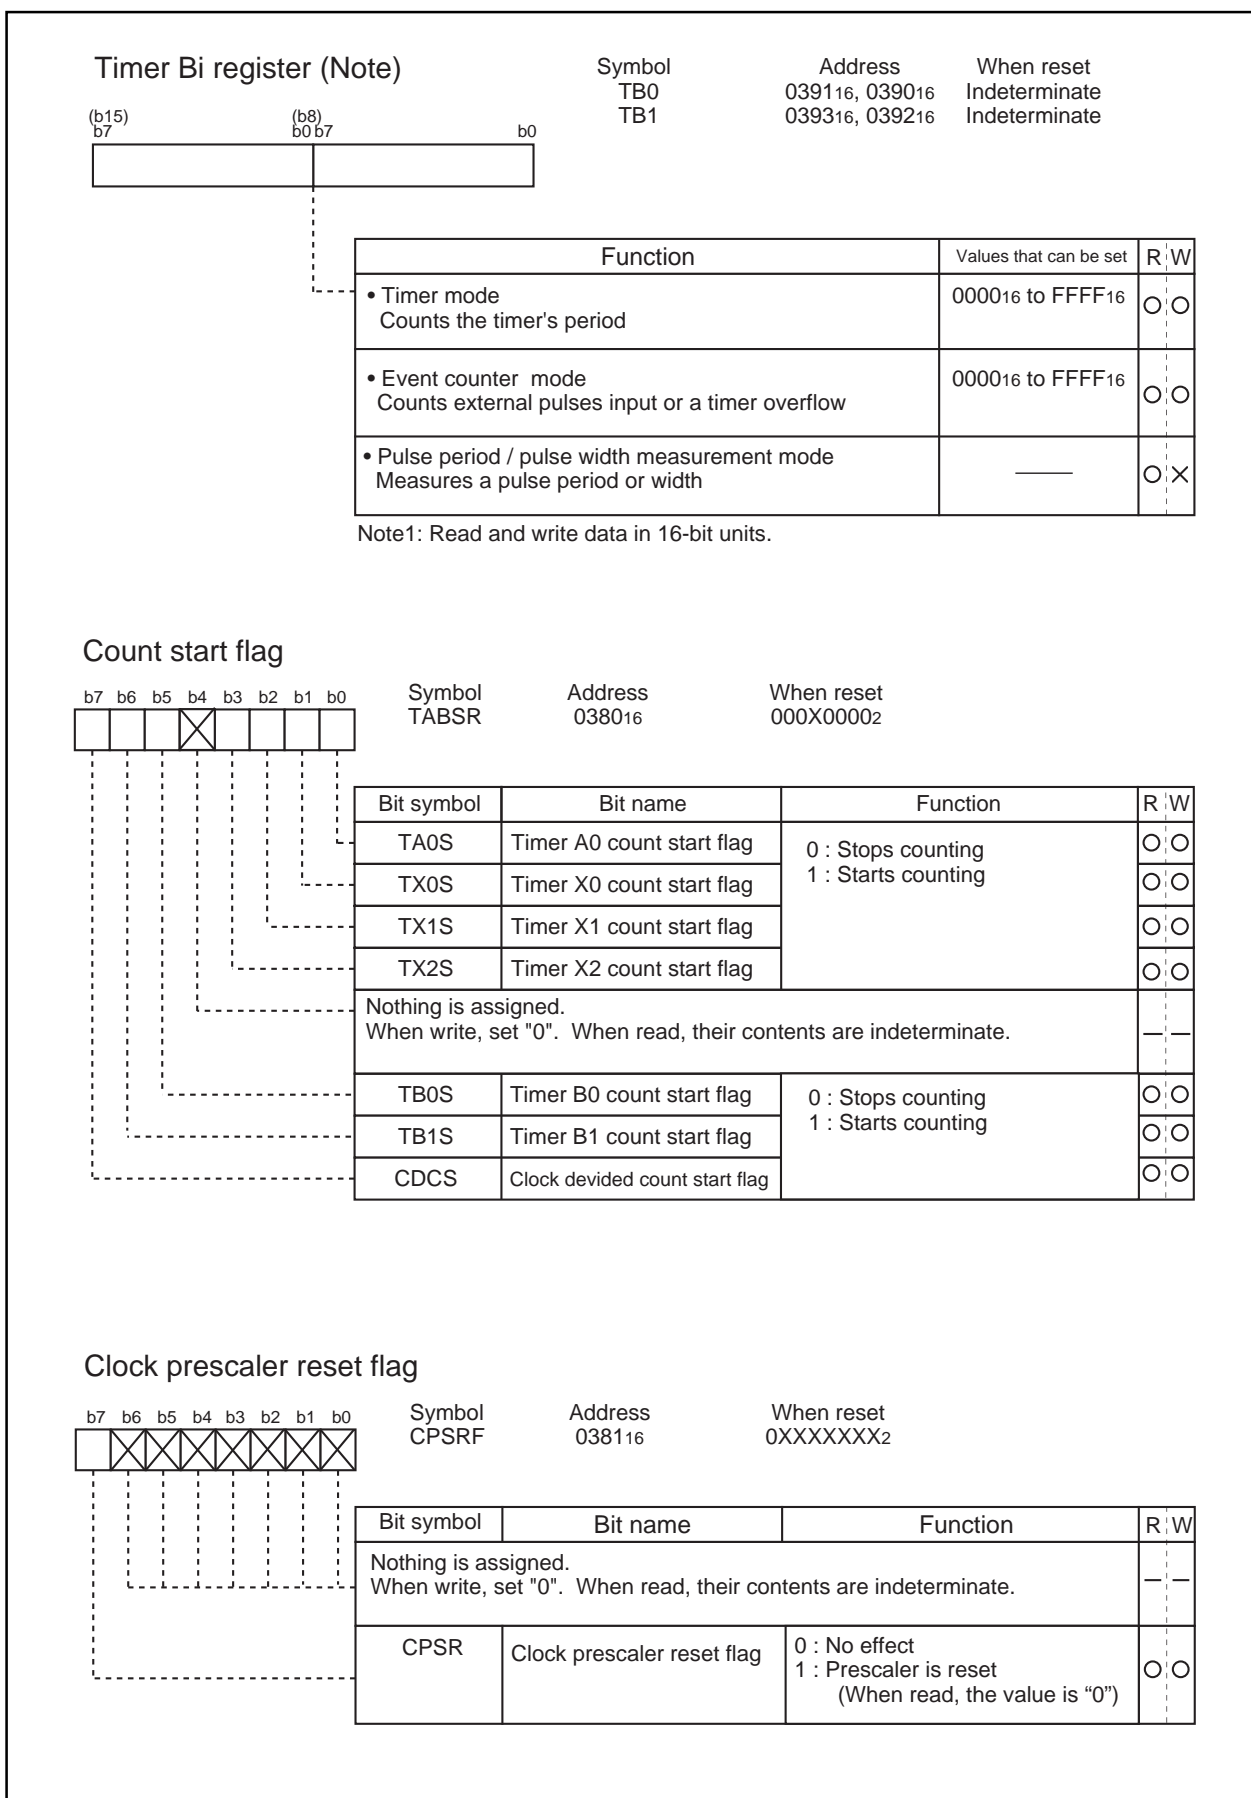 Timer Bi register (Note)
Symbol Address When reset
TB0 039116, 039016 Indeterminate
TB1 039316, 039216 Indeterminate
(b15) (b8)
b7 b0 b7 b0
Function Values that can be set R W
• Timer mode 000016 to FFFF16
Counts the timer's period
• Event counter mode 000016 to FFFF16
Counts external pulses input or a timer overflow
• Pulse period / pulse width measurement mode
Measures a pulse period or width
Note1: Read and write data in 16-bit units.
Count start flag
b7 b6 b5 b4 b3 b2 b1 b0
Symbol Address When reset
TABSR 038016 000X00002
Bit symbol Bit name Function R W
TA0S Timer A0 count start flag 0 : Stops counting
1 : Starts counting
TX0S Timer X0 count start flag
TX1S Timer X1 count start flag
TX2S Timer X2 count start flag
Nothing is assigned.
When write, set "0". When read, their contents are indeterminate.
TB0S Timer B0 count start flag 0 : Stops counting
1 : Starts counting
TB1S Timer B1 count start flag
CDCS Clock devided count start flag
Clock prescaler reset flag
b7 b6 b5 b4 b3 b2 b1 b0
Symbol Address When reset
CPSRF 038116 0XXXXXXX2
Bit symbol Bit name Function R W
Nothing is assigned.
When write, set "0". When read, their contents are indeterminate.
CPSR Clock prescaler reset flag 0 : No effect
1 : Prescaler is reset
(When read, the value is “0”)